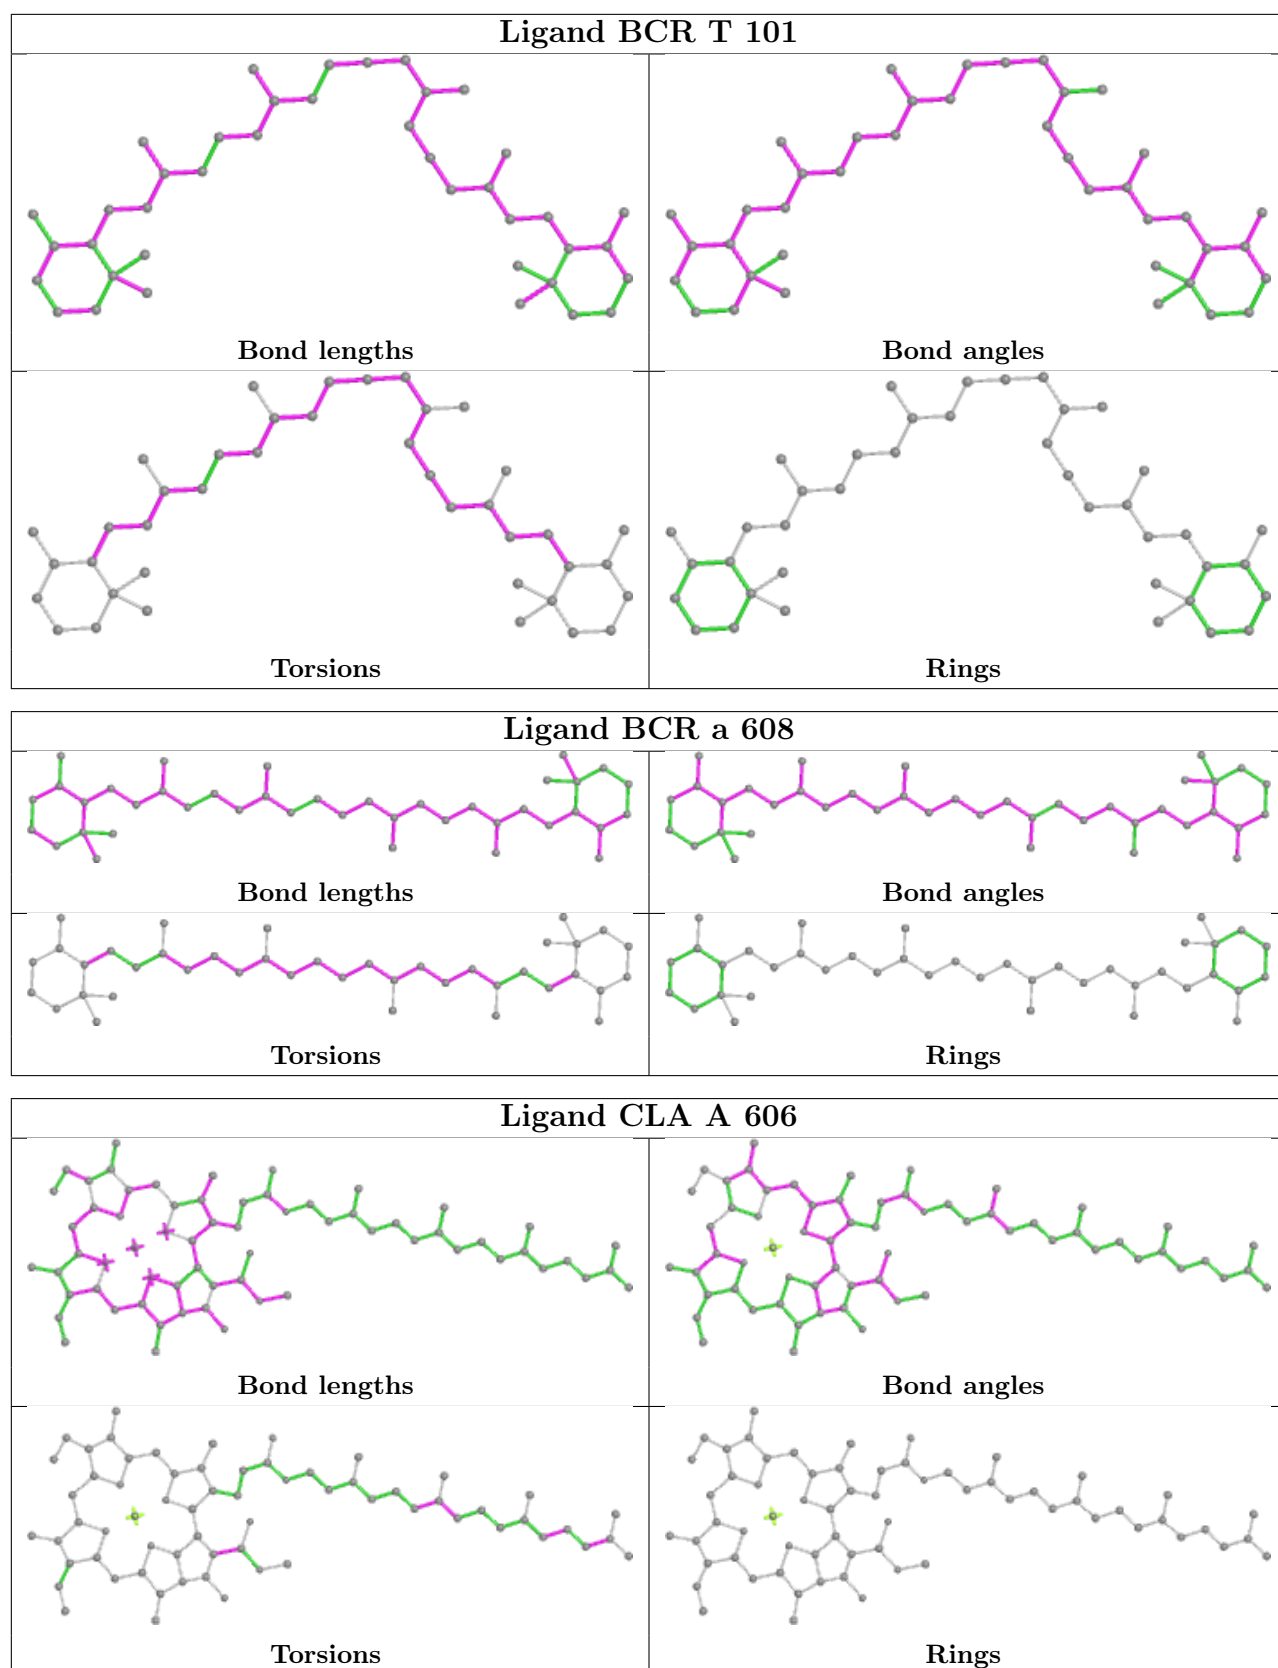 Ligand BCR T 101
Bond lengths
Bond angles
Torsions
Rings
Ligand BCR a 608
Bond lengths
Bond angles
Torsions
Rings
Ligand CLA A 606
Bond lengths
Bond angles
Torsions
Rings